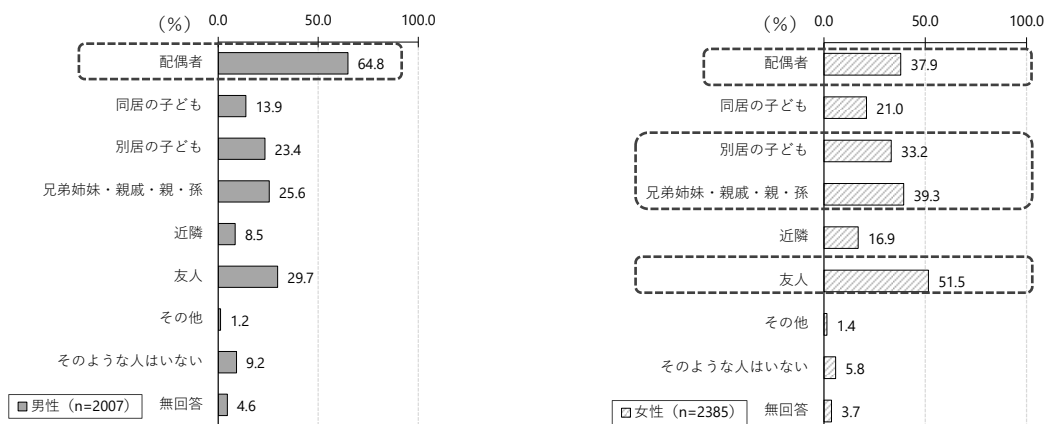 （%） 0.0 50.0 100.0
配偶者 64.8
同居の子ども 13.9
別居の子ども 23.4
兄弟姉妹・親戚・親・孫 25.6
近隣 8.5
友人 29.7
その他 1.2
そのような人はいない 9.2
無回答 4.6
男性（n=2007）
（%） 0.0 50.0 100.0
配偶者 37.9
同居の子ども 21.0
別居の子ども 33.2
兄弟姉妹・親戚・親・孫 39.3
近隣 16.9
友人 51.5
その他 1.4
そのような人はいない 5.8
無回答 3.7
女性（n=2385）